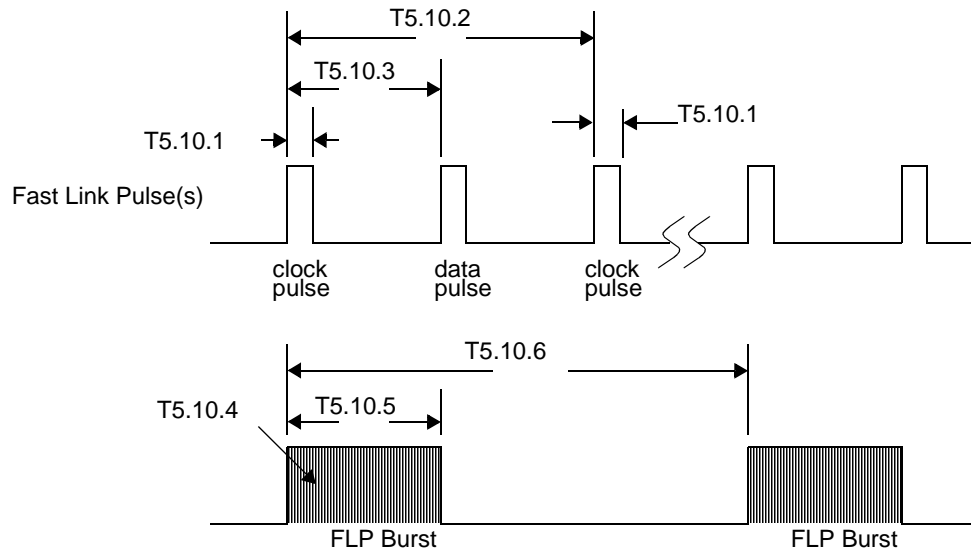 T5.10.2
T5.10.3
T5.10.1
T5.10.1
Fast Link Pulse(s)
clock
pulse
data
pulse
clock
pulse
T5.10.6
T5.10.4
T5.10.5
FLP Burst
FLP Burst